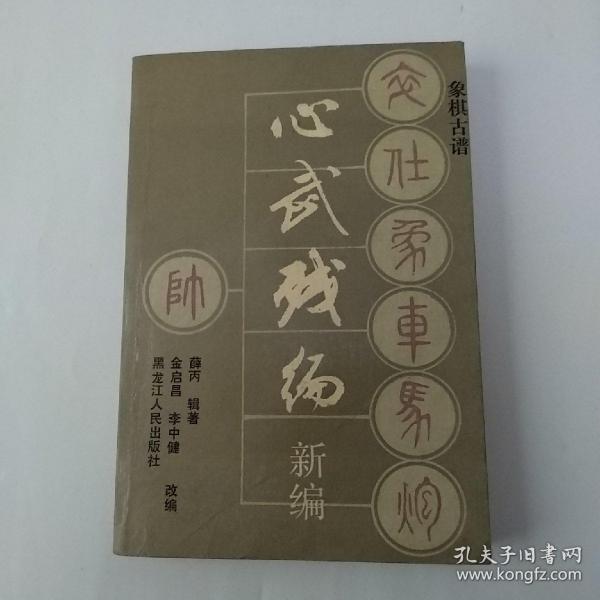 象棋古谱
卒
仕
象
車
馬
炮
帥
心武残编
新编
薛丙 辑著
金启昌 李中健 改编
黑龙江人民出版社
孔夫子旧书网
www.kongfz.com